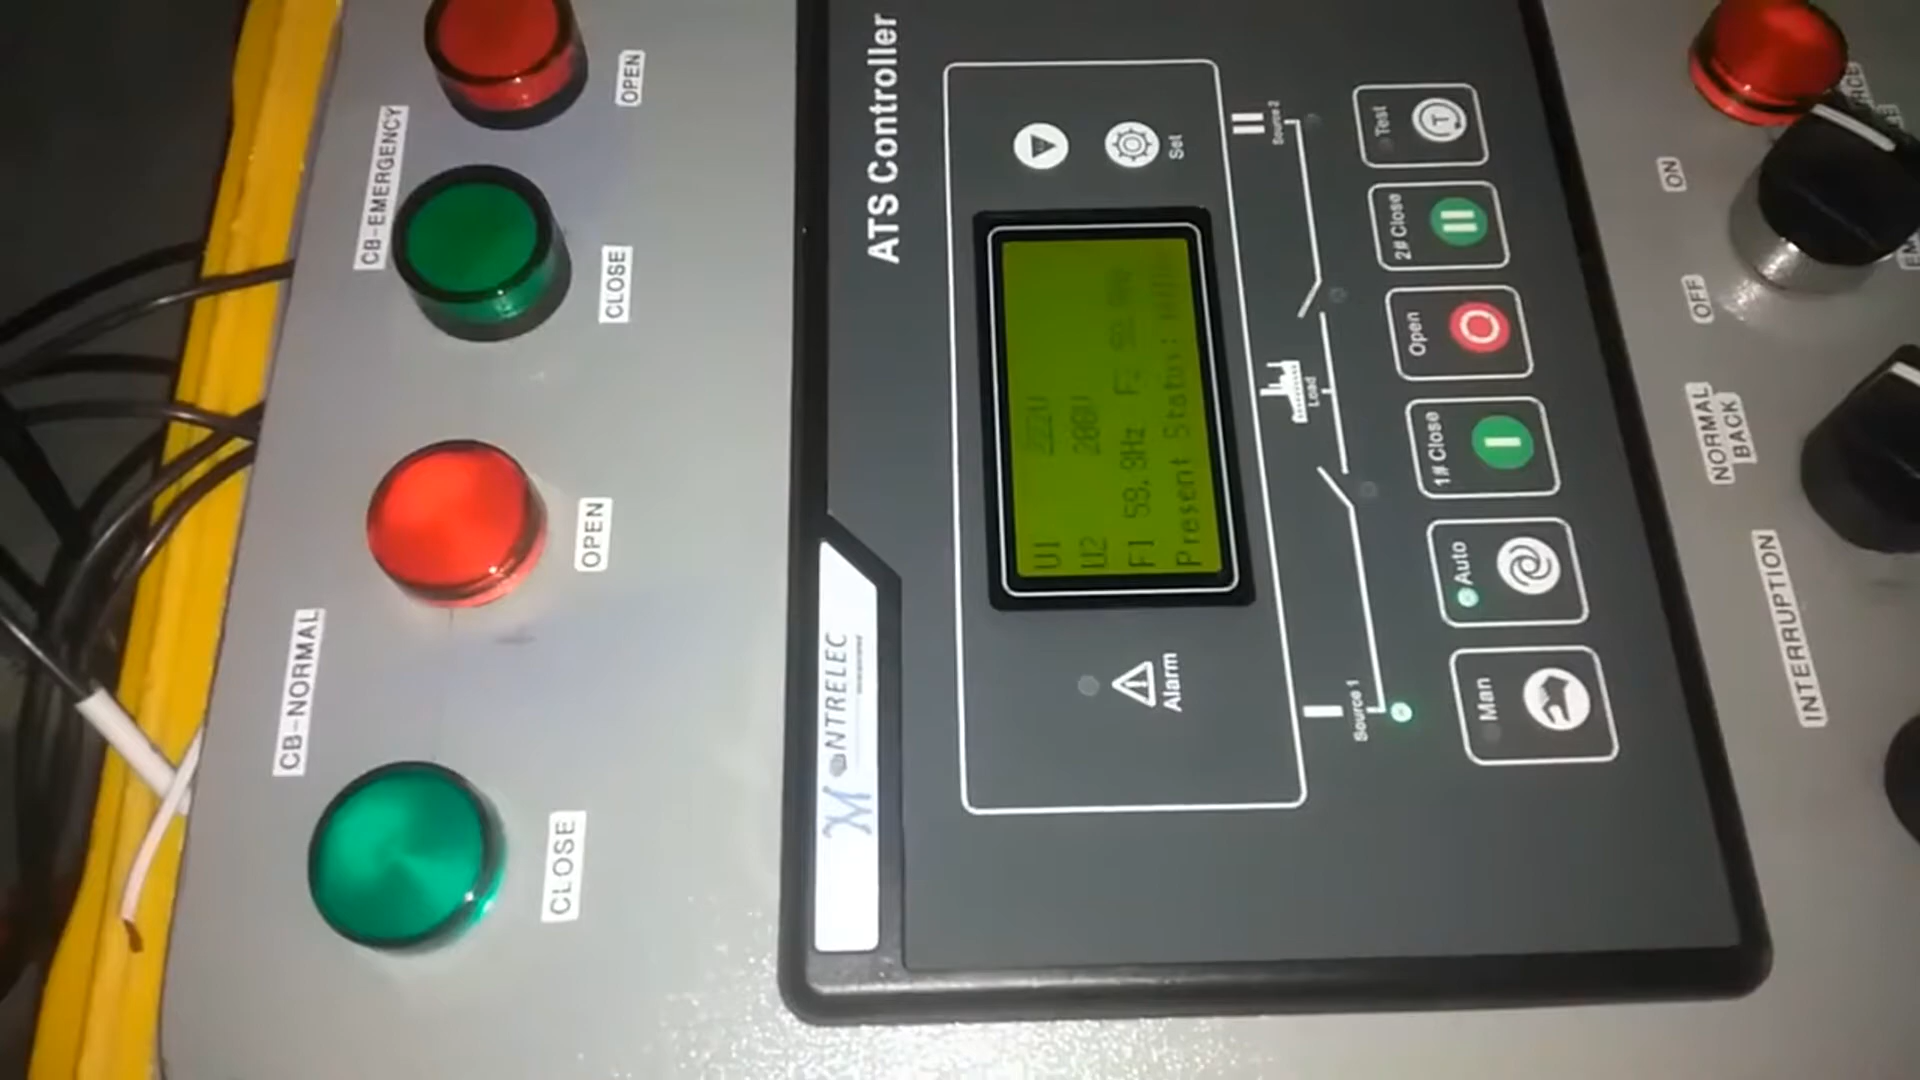 ATS Controller
Set
Source 2
Load
Source 1
Alarm
U1
U2
F1 59.9Hz
Present Status:
Man
Auto
1# Close
Open
2# Close
Test
CB-NORMAL
CLOSE
OPEN
CB-EMERGENCY
CLOSE
OPEN
INTERRUPTION
NORMAL
BACK
OFF
ON